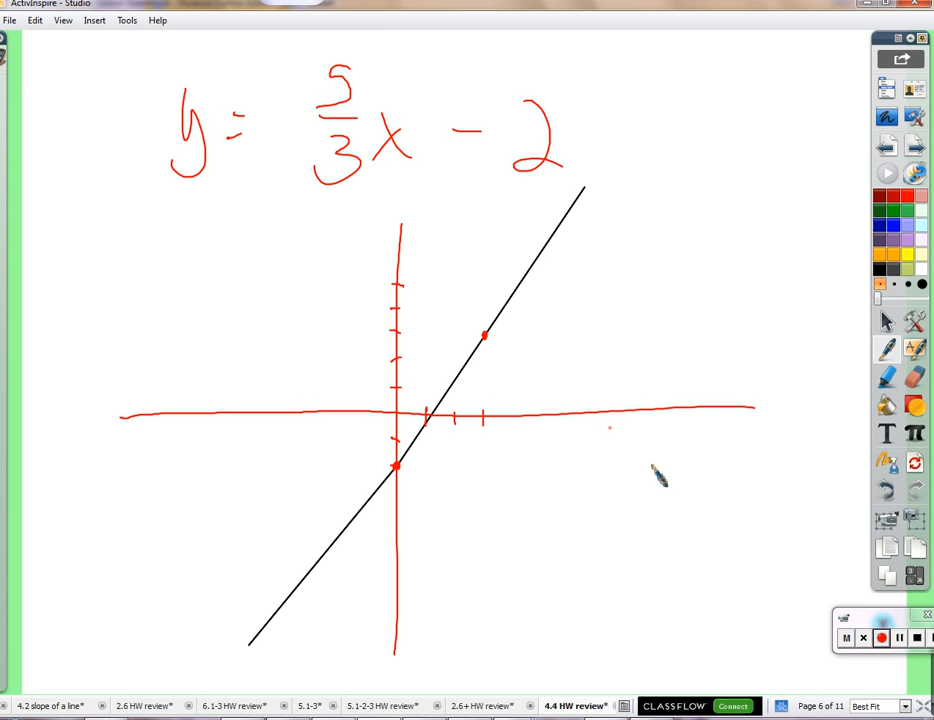 ActivInspire - Studio
File Edit View Insert Tools Help
y = 5/3 x - 2
M
4.2 slope of a line* 2.6 HW review* 6.1-3 HW review* 5.1-3* 5.1-2-3 HW review* 2.6+ HW review* 4.4 HW review* CLASSFLOW Connect Page 6 of 11 Best Fit